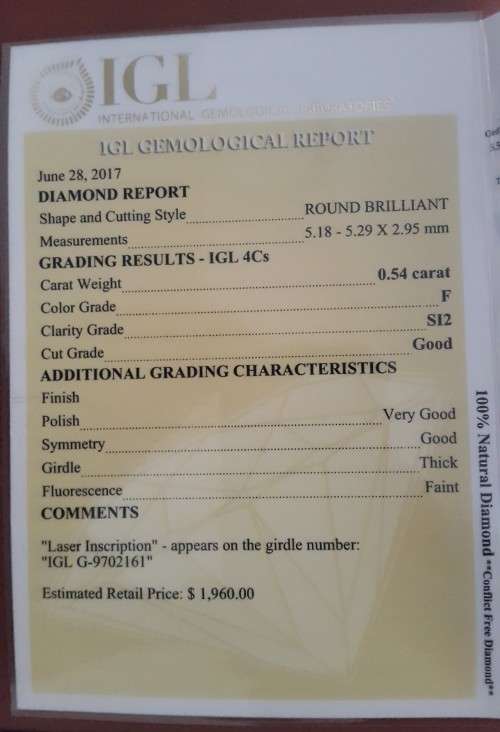 IGL
INTERNATIONAL GEMOLOGICAL LABORATORIES
IGL GEMOLOGICAL REPORT
June 28, 2017
DIAMOND REPORT
Shape and Cutting Style ROUND BRILLIANT
Measurements 5.18 - 5.29 X 2.95 mm
GRADING RESULTS - IGL 4Cs
Carat Weight 0.54 carat
Color Grade F
Clarity Grade SI2
Cut Grade Good
ADDITIONAL GRADING CHARACTERISTICS
Finish
Polish Very Good
Symmetry Good
Girdle Thick
Fluorescence Faint
COMMENTS
"Laser Inscription" - appears on the girdle number:
"IGL G-9702161"
Estimated Retail Price: $ 1,960.00
100% Natural Diamond **Conflict Free Diamond**